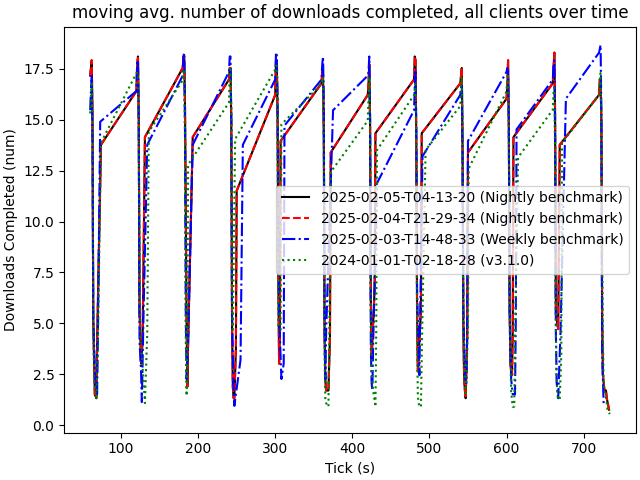 moving avg. number of downloads completed, all clients over time
Downloads Completed (num)
17.5
15.0
12.5
10.0
7.5
5.0
2.5
0.0
2025-02-05-T04-13-20 (Nightly benchmark)
2025-02-04-T21-29-34 (Nightly benchmark)
2025-02-03-T14-48-33 (Weekly benchmark)
2024-01-01-T02-18-28 (v3.1.0)
100 200 300 400 500 600 700
Tick (s)